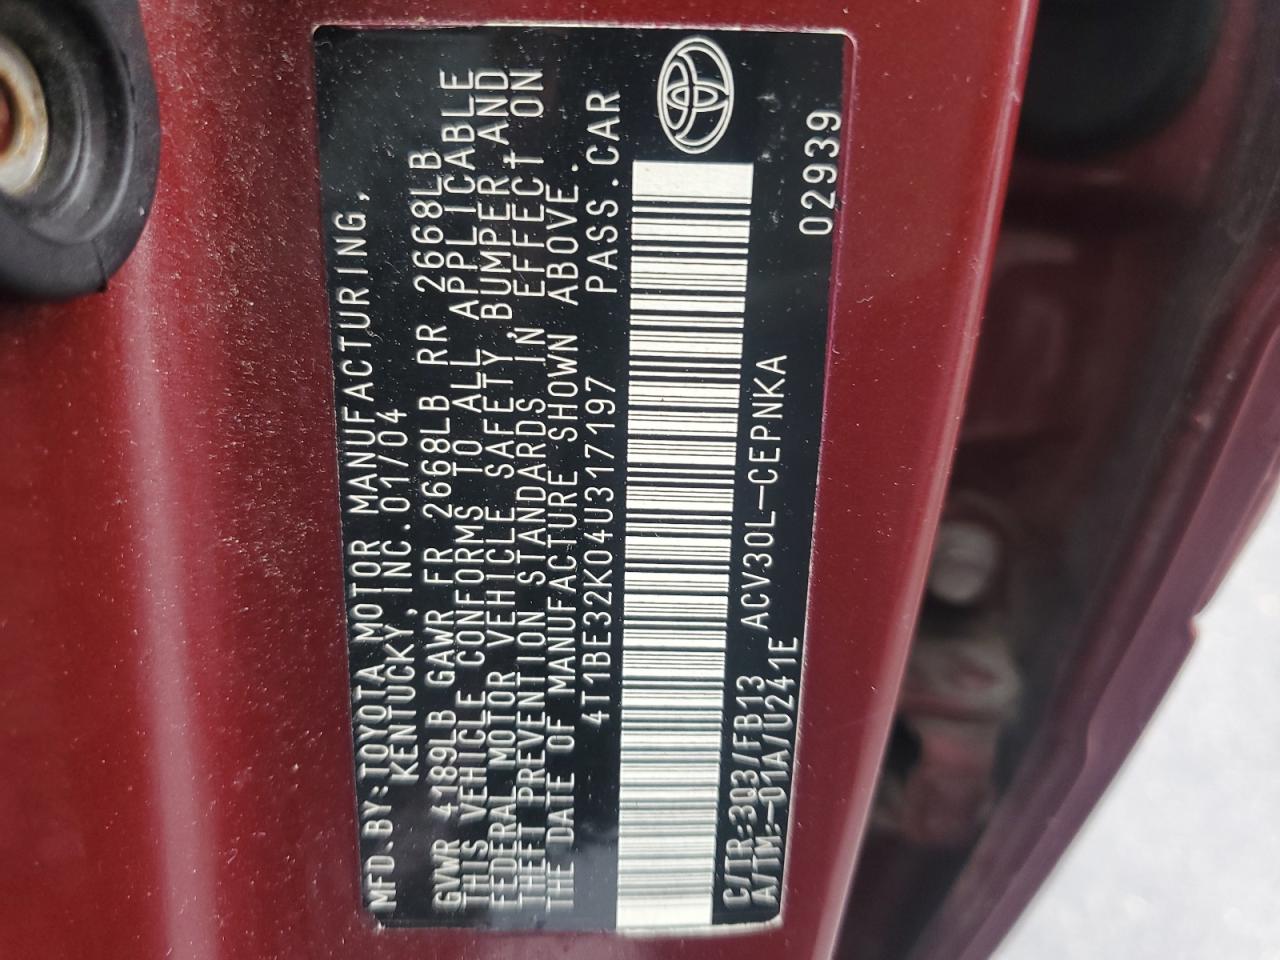 MFD.BY:TOYOTA MOTOR MANUFACTURING,
KENTUCKY,INC.01/04
GVWR 4189LB GAWR FR 2668LB RR 2668LB
THIS VEHICLE CONFORMS TO ALL APPLICABLE
FEDERAL MOTOR VEHICLE SAFETY,BUMPER,AND
THEFT PREVENTION STANDARDS IN EFFECT ON
THE DATE OF MANUFACTURE SHOWN ABOVE.
4T1BE32K04U317197 PASS.CAR
C/TR:3Q3/FB13 ACV30L-CEPNKA
A/TM:-01A/U241E 02939